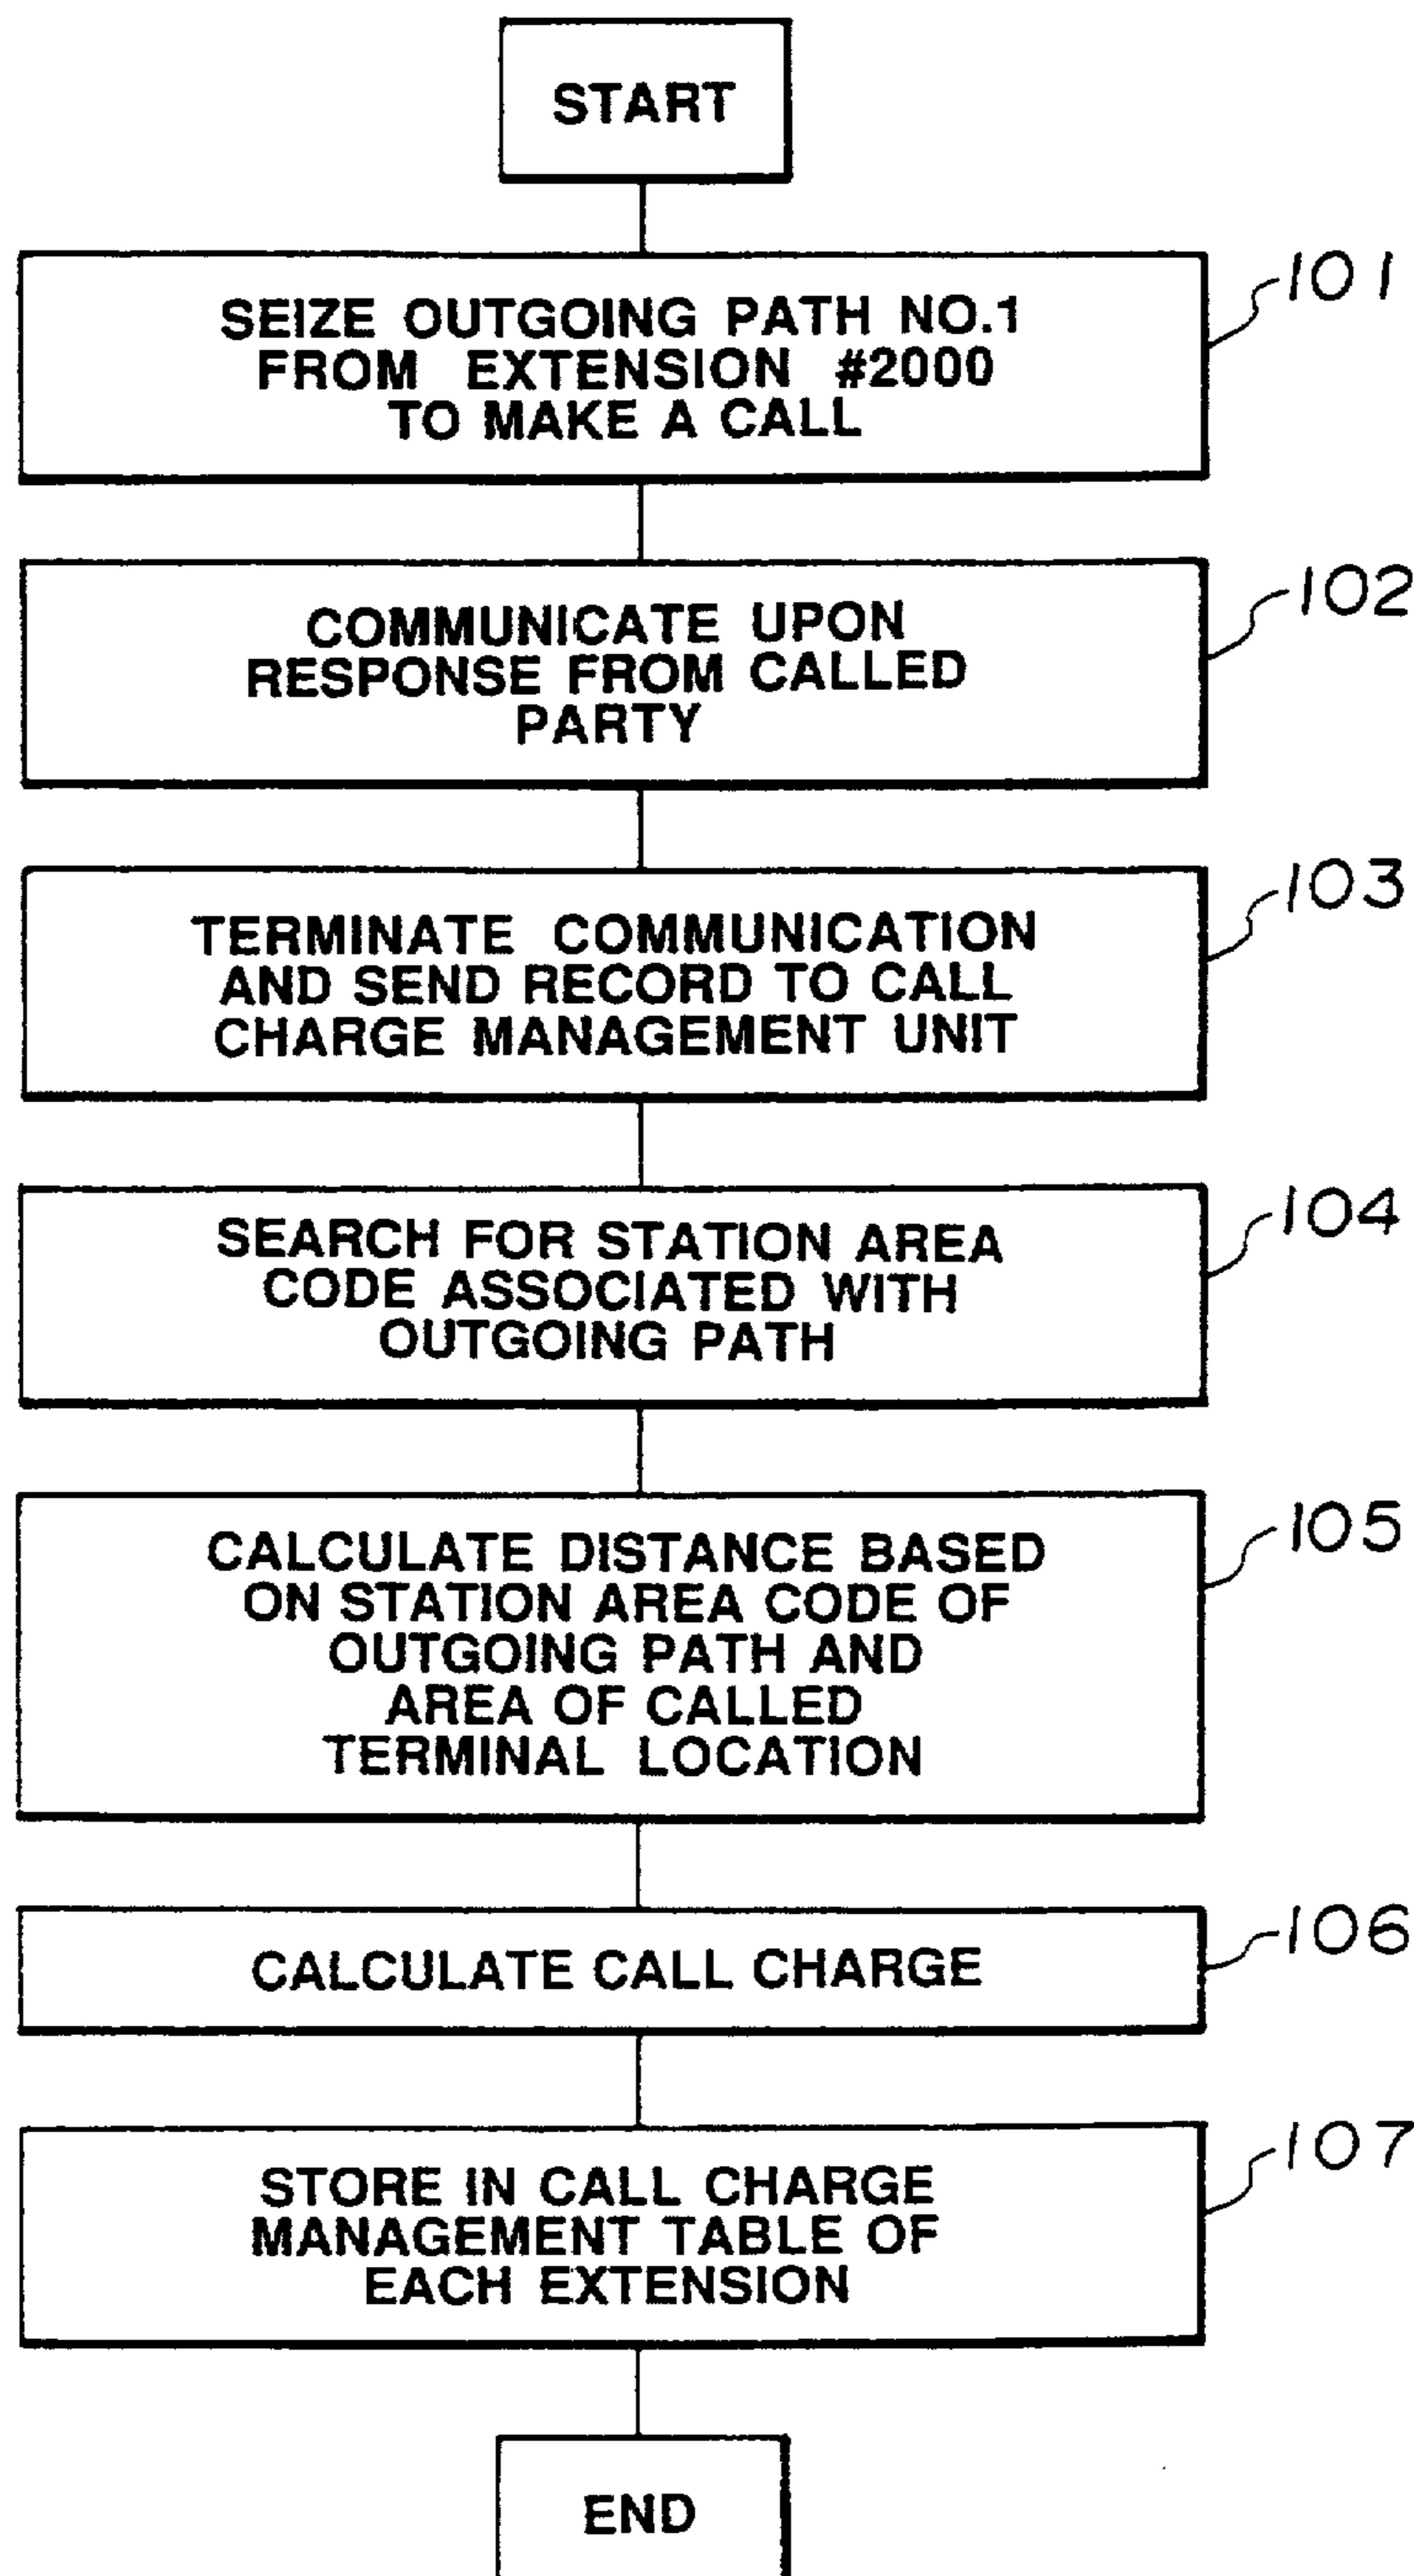 START
SEIZE OUTGOING PATH NO.1
FROM EXTENSION #2000
TO MAKE A CALL
101
COMMUNICATE UPON
RESPONSE FROM CALLED
PARTY
102
TERMINATE COMMUNICATION
AND SEND RECORD TO CALL
CHARGE MANAGEMENT UNIT
103
SEARCH FOR STATION AREA
CODE ASSOCIATED WITH
OUTGOING PATH
104
CALCULATE DISTANCE BASED
ON STATION AREA CODE OF
OUTGOING PATH AND
AREA OF CALLED
TERMINAL LOCATION
105
CALCULATE CALL CHARGE
106
STORE IN CALL CHARGE
MANAGEMENT TABLE OF
EACH EXTENSION
107
END